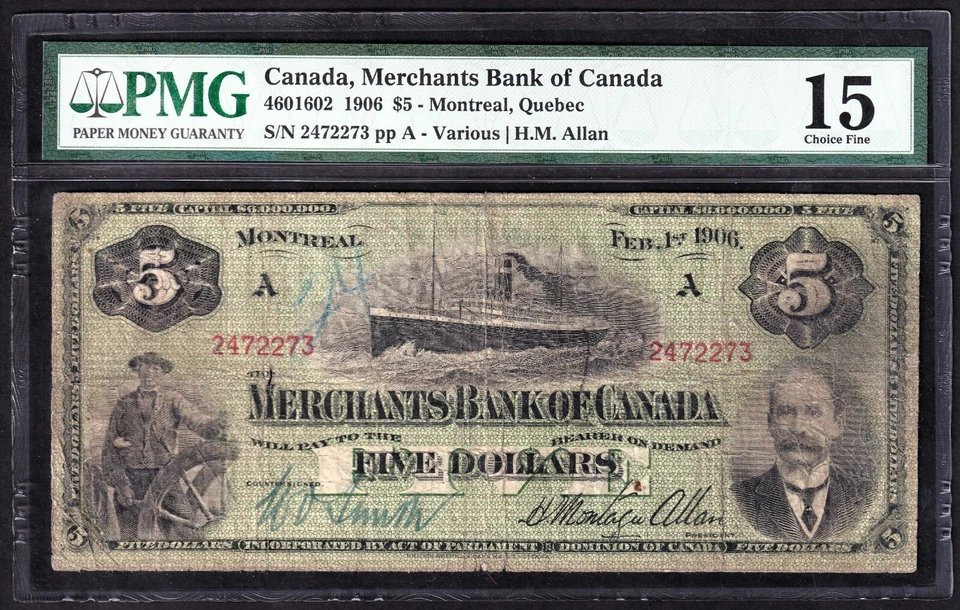 PMG
PAPER MONEY GUARANTY
Canada, Merchants Bank of Canada
4601602 1906 $5 - Montreal, Quebec
S/N 2472273 pp A - Various | H.M. Allan
15
Choice Fine
5 FIVE CAPITAL $6,000,000. CAPITAL $6,000,000. 5 FIVE
5 5
MONTREAL FEB. 1ST 1906.
5 5
A A
2472273 2472273
THE
MERCHANTS BANK OF CANADA
WILL PAY TO THE BEARER ON DEMAND
FIVE DOLLARS
COUNTERSIGNED.
H Montagu Allan
PRESIDENT
5 5
FIVE DOLLARS INCORPORATED BY ACT OF PARLIAMENT DOMINION OF CANADA FIVE DOLLARS